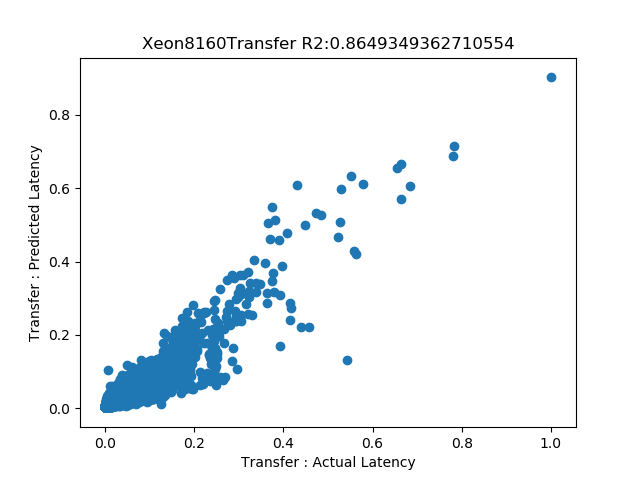 Xeon8160Transfer R2:0.8649349362710554
Transfer : Predicted Latency
0.8
0.6
0.4
0.2
0.0
0.0 0.2 0.4 0.6 0.8 1.0
Transfer : Actual Latency